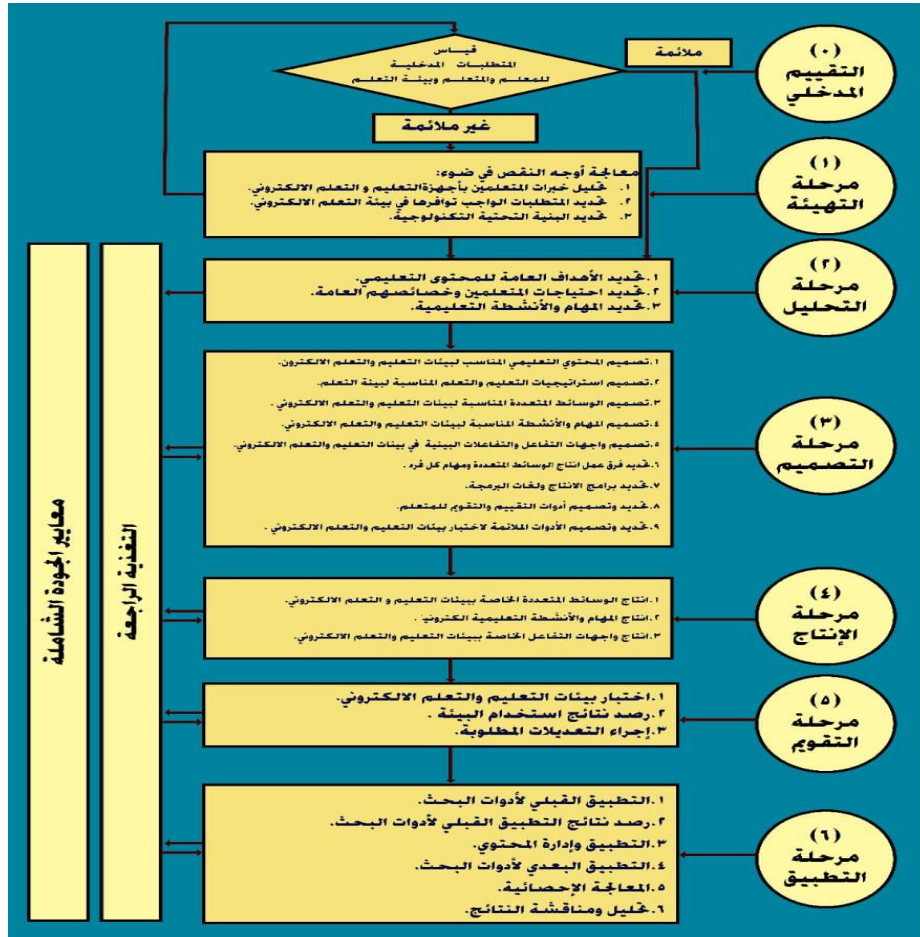 (٠)
التقييم
المدخلي
قيـــاس
المتطلبات المدخلية
للمعلم والمتعلم وبيئة التعلم
ملائمة
غير ملائمة
(١)
مرحلة
التهيئة
معالجة أوجه النقص في ضوء:
١. تحليل خبرات المتعلمين بأجهزةالتعليم و التعلم الالكتروني.
٢. تحديد المتطلبات الواجب توافرها في بيئة التعلم الالكتروني.
٣. تحديد البنية التحتية التكنولوجية.
(٢)
مرحلة
التحليل
١.تحديد الأهداف العامة للمحتوى التعليمي.
٢.تحديد احتياجات المتعلمين وخصائصهم العامة.
٣.تحديد المهام والأنشطة التعليمية.
(٣)
مرحلة
التصميم
١.تصميم المحتوي التعليمي المناسب لبيئات التعليم والتعلم الالكترون.
٢.تصميم استراتيجيات التعليم والتعلم المناسبة لبيئة التعلم.
٣.تصميم الوسائط المتعددة المناسبة لبيئات التعليم والتعلم الالكتروني .
٤.تصميم المهام والأنشطة المناسبة لبيئات التعليم والتعلم الالكتروني.
٥.تصميم واجهات التفاعل والتفاعلات البينية في بيئات التعليم والتعلم الالكتروني.
٦.تحديد فرق عمل انتاج الوسائط المتعددة ومهام كل فرد .
٧.تحديد برامج الانتاج ولغات البرمجة.
٨.تحديد وتصميم أدوات التقييم والتقويم للمتعلم.
٩.تحديد وتصميم الأدوات الملائمة لاختبار بيئات التعليم والتعلم الالكتروني .
(٤)
مرحلة
الإنتاج
١.انتاج الوسائط المتعددة الخاصة ببيئات التعليم و التعلم الالكتروني.
٢.انتاج المهام والأنشطة التعليمية الكترونيا .
٣.انتاج واجهات التفاعل الخاصة ببيئات التعليم والتعلم الالكتروني.
(٥)
مرحلة
التقويم
١.اختبار بيئات التعليم والتعلم الالكتروني.
٢.رصد نتائج استخدام البيئة .
٣.إجراء التعديلات المطلوبة.
(٦)
مرحلة
التطبيق
١.التطبيق القبلي لأدوات البحث.
٢.رصد نتائج التطبيق القبلي لأدوات البحث.
٣.التطبيق وإدارة المحتوي.
٤.التطبيق البعدي لأدوات البحث.
٥.المعالجة الإحصائية.
٦.تحليل ومناقشة النتائج.
التغذية الراجعة
معايير الجودة الشاملة